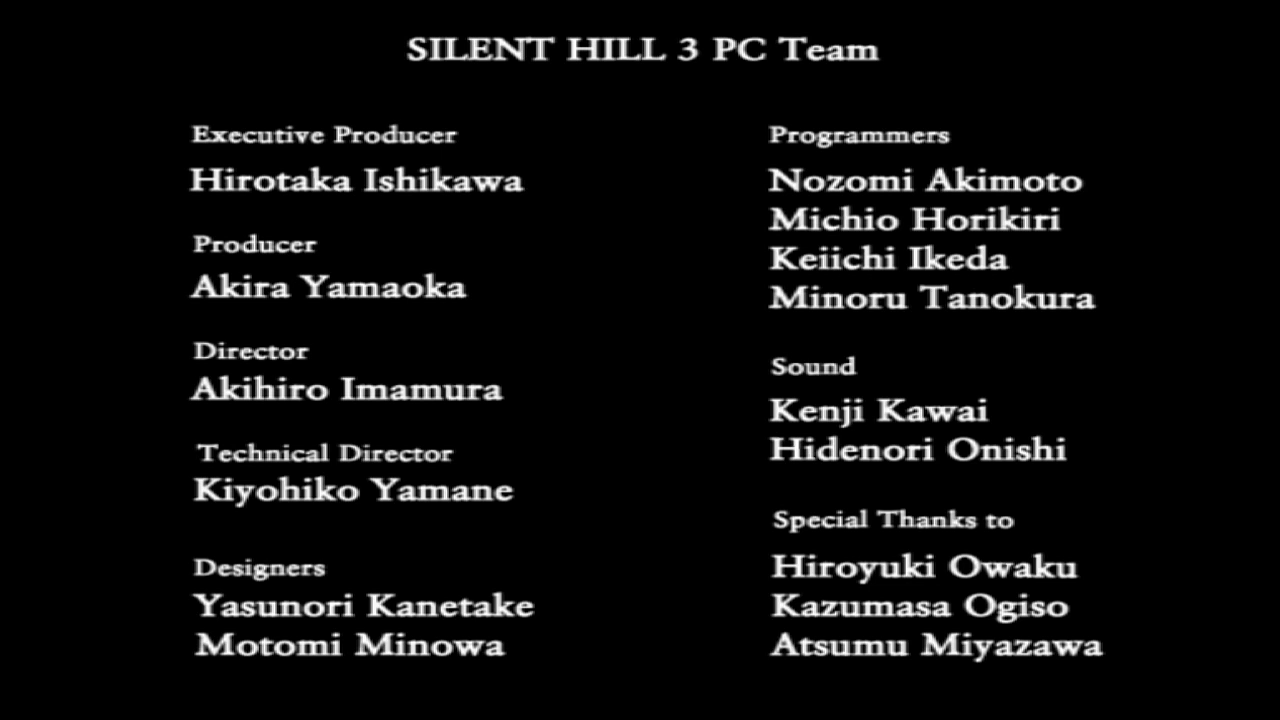 SILENT HILL 3 PC Team
Executive Producer
Hirotaka Ishikawa
Producer
Akira Yamaoka
Director
Akihiro Imamura
Technical Director
Kiyohiko Yamane
Designers
Yasunori Kanetake
Motomi Minowa
Programmers
Nozomi Akimoto
Michio Horikiri
Keiichi Ikeda
Minoru Tanokura
Sound
Kenji Kawai
Hidenori Onishi
Special Thanks to
Hiroyuki Owaku
Kazumasa Ogiso
Atsumu Miyazawa